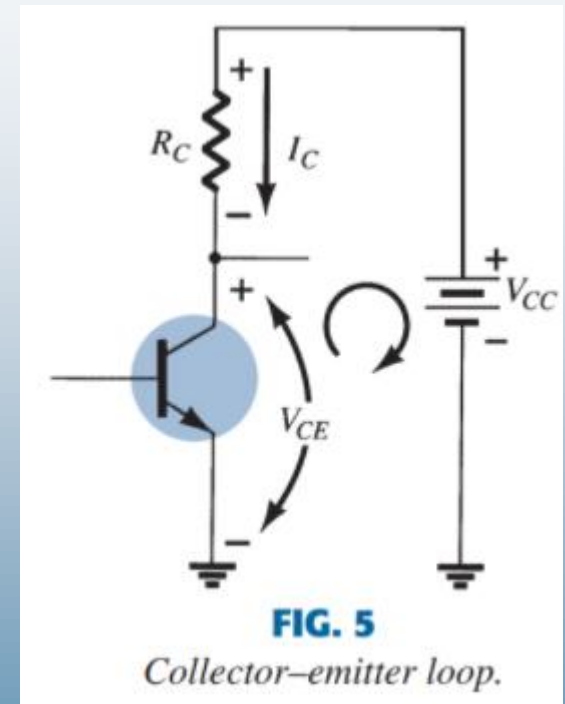 +
R_C
I_C
−
+
+
V_CC
−
V_CE
−
FIG. 5
Collector–emitter loop.